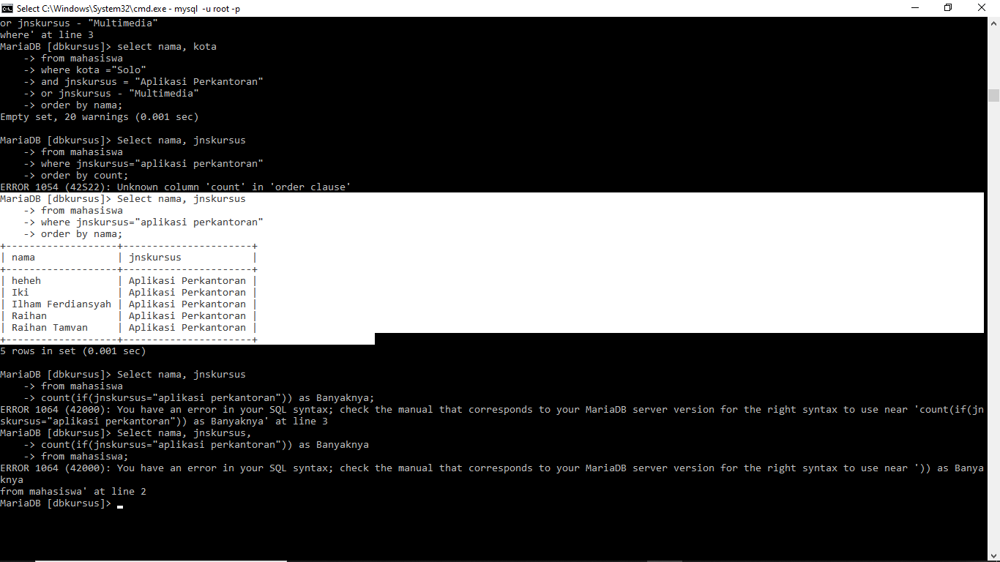 Select C:\Windows\System32\cmd.exe - mysql  -u root -p
or jnskursus - "Multimedia"
where' at line 3
MariaDB [dbkursus]> select nama, kota
    -> from mahasiswa
    -> where kota ="Solo"
    -> and jnskursus = "Aplikasi Perkantoran"
    -> or jnskursus - "Multimedia"
    -> order by nama;
Empty set, 20 warnings (0.001 sec)

MariaDB [dbkursus]> Select nama, jnskursus
    -> from mahasiswa
    -> where jnskursus="aplikasi perkantoran"
    -> order by count;
ERROR 1054 (42S22): Unknown column 'count' in 'order clause'
MariaDB [dbkursus]> Select nama, jnskursus
    -> from mahasiswa
    -> where jnskursus="aplikasi perkantoran"
    -> order by nama;
+-------------------+----------------------+
| nama              | jnskursus            |
+-------------------+----------------------+
| heheh             | Aplikasi Perkantoran |
| Iki               | Aplikasi Perkantoran |
| Ilham Ferdiansyah | Aplikasi Perkantoran |
| Raihan            | Aplikasi Perkantoran |
| Raihan Tamvan     | Aplikasi Perkantoran |
+-------------------+----------------------+
5 rows in set (0.001 sec)

MariaDB [dbkursus]> Select nama, jnskursus
    -> from mahasiswa
    -> count(if(jnskursus="aplikasi perkantoran")) as Banyaknya;
ERROR 1064 (42000): You have an error in your SQL syntax; check the manual that corresponds to your MariaDB server version for the right syntax to use near 'count(if(jn
skursus="aplikasi perkantoran")) as Banyaknya' at line 3
MariaDB [dbkursus]> Select nama, jnskursus,
    -> count(if(jnskursus="aplikasi perkantoran")) as Banyaknya
    -> from mahasiswa;
ERROR 1064 (42000): You have an error in your SQL syntax; check the manual that corresponds to your MariaDB server version for the right syntax to use near ')) as Banya
knya
from mahasiswa' at line 2
MariaDB [dbkursus]>